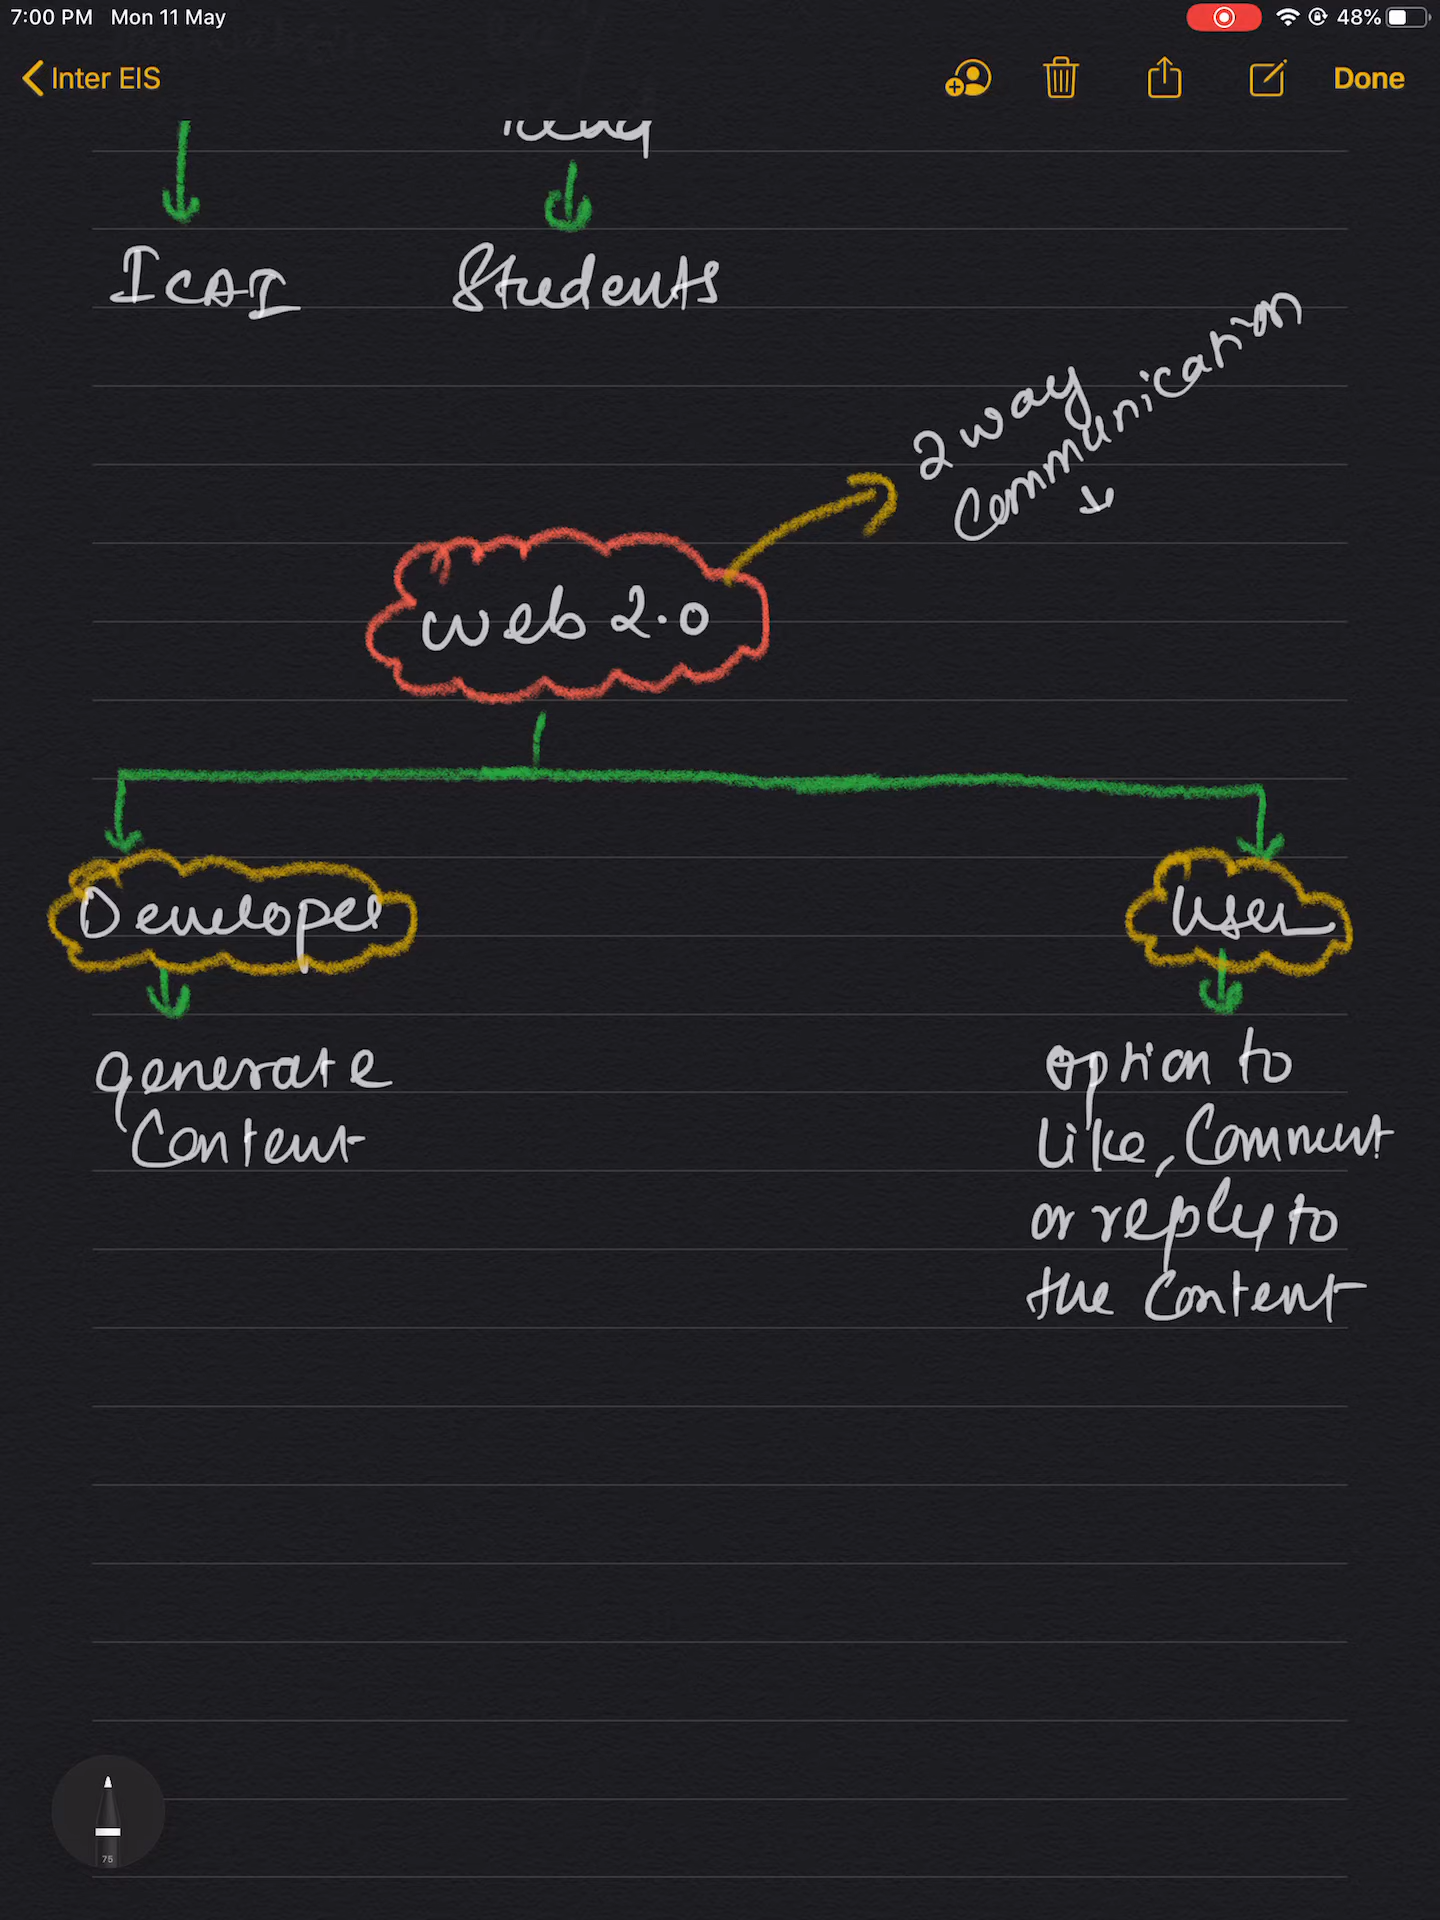 7:00 PM Mon 11 May
48%
Inter EIS
Done
ICAI Students
2 way
Communication
Web 2.0
Developer
User
generate
Content
option to
Like, Comment
or reply to
the Content
75